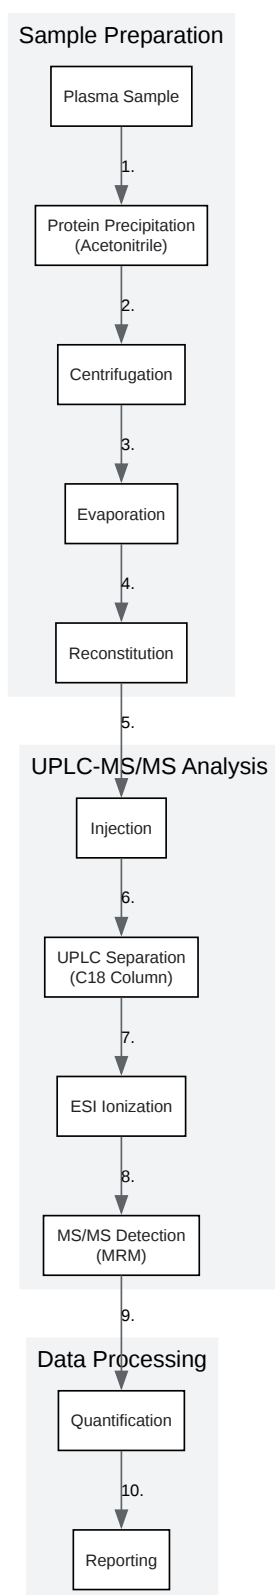 Sample Preparation
Plasma Sample
1.
Protein Precipitation
(Acetonitrile)
2.
Centrifugation
3.
Evaporation
4.
Reconstitution
5.
UPLC-MS/MS Analysis
Injection
6.
UPLC Separation
(C18 Column)
7.
ESI Ionization
8.
MS/MS Detection
(MRM)
9.
Data Processing
Quantification
10.
Reporting